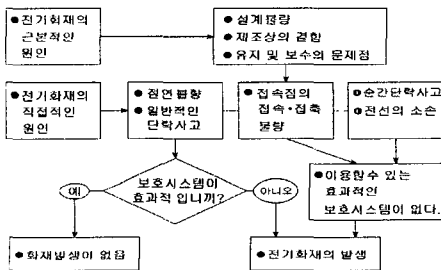 ● 전기화재의
근본적인
원인
● 설계불량
● 제조상의 결함
● 유지 및 보수의 문제점
● 전기화재의
직접적인
원인
● 절연불량
● 일반적인
단락사고
● 접속점의
접속·접촉
불량
◐ 순간단락사고
◐ 전선의 소손
보호시스템이
효과적 입니까?
예
아니오
● 이용할수 있는
효과적인
보호시스템이 없다.
● 화재발생이 없음
● 전기화재의 발생